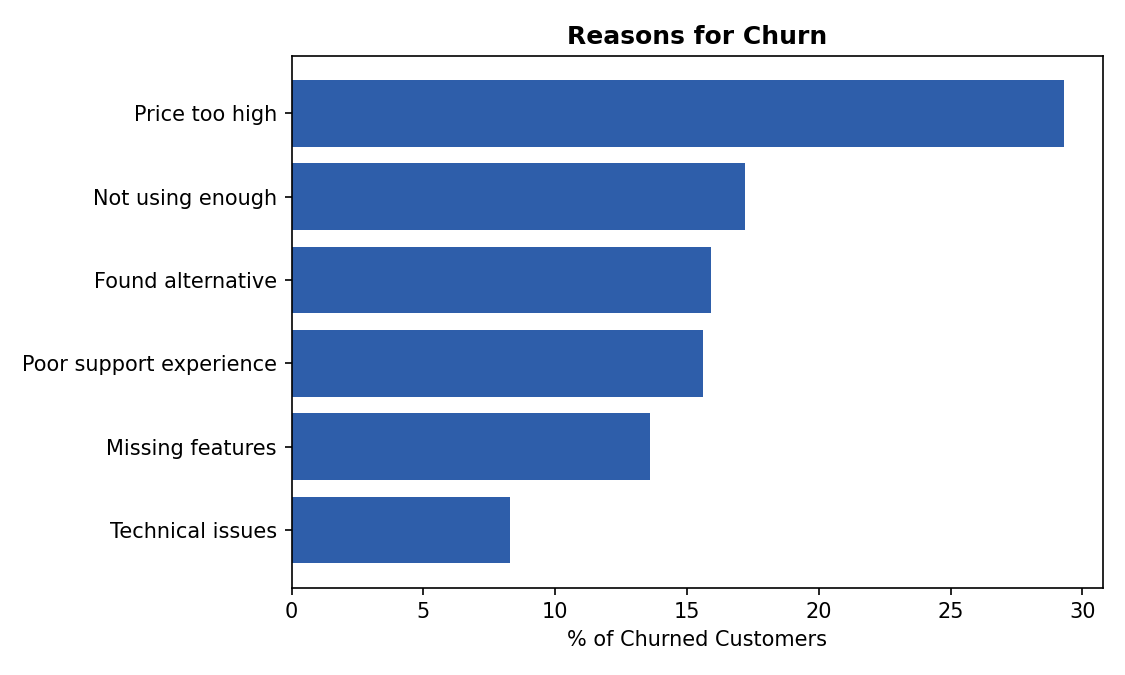 Reasons for Churn
Price too high
Not using enough
Found alternative
Poor support experience
Missing features
Technical issues
0 5 10 15 20 25 30
% of Churned Customers